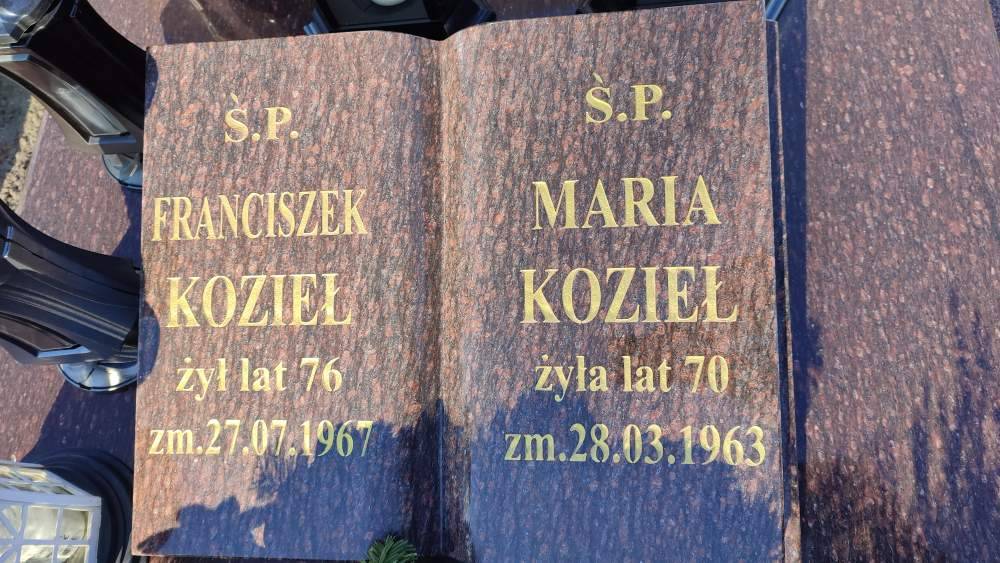 Ś.P.
FRANCISZEK
KOZIEŁ
żył lat 76
zm.27.07.1967
Ś.P.
MARIA
KOZIEŁ
żyła lat 70
zm.28.03.1963